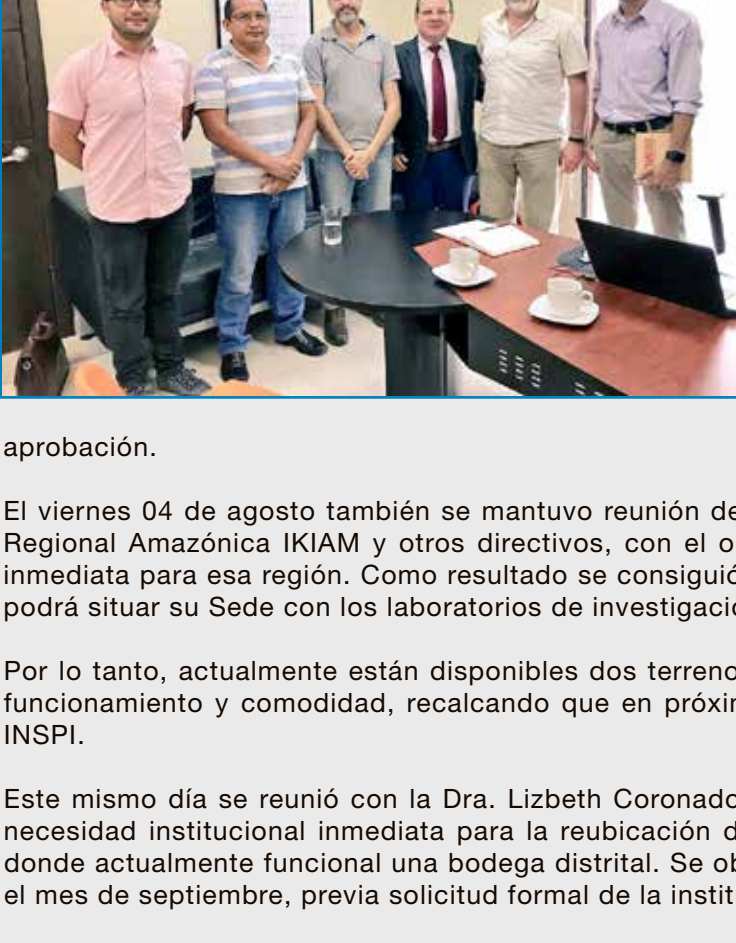 aprobación.
El viernes 04 de agosto también se mantuvo reunión de
Regional Amazónica IKIAM y otros directivos, con el o
inmediata para esa región. Como resultado se consiguió
podrá situar su Sede con los laboratorios de investigació
Por lo tanto, actualmente están disponibles dos terreno
funcionamiento y comodidad, recalcando que en próxi
INSPI.
Este mismo día se reunió con la Dra. Lizbeth Coronado
necesidad institucional inmediata para la reubicación d
donde actualmente funcional una bodega distrital. Se ob
el mes de septiembre, previa solicitud formal de la instit